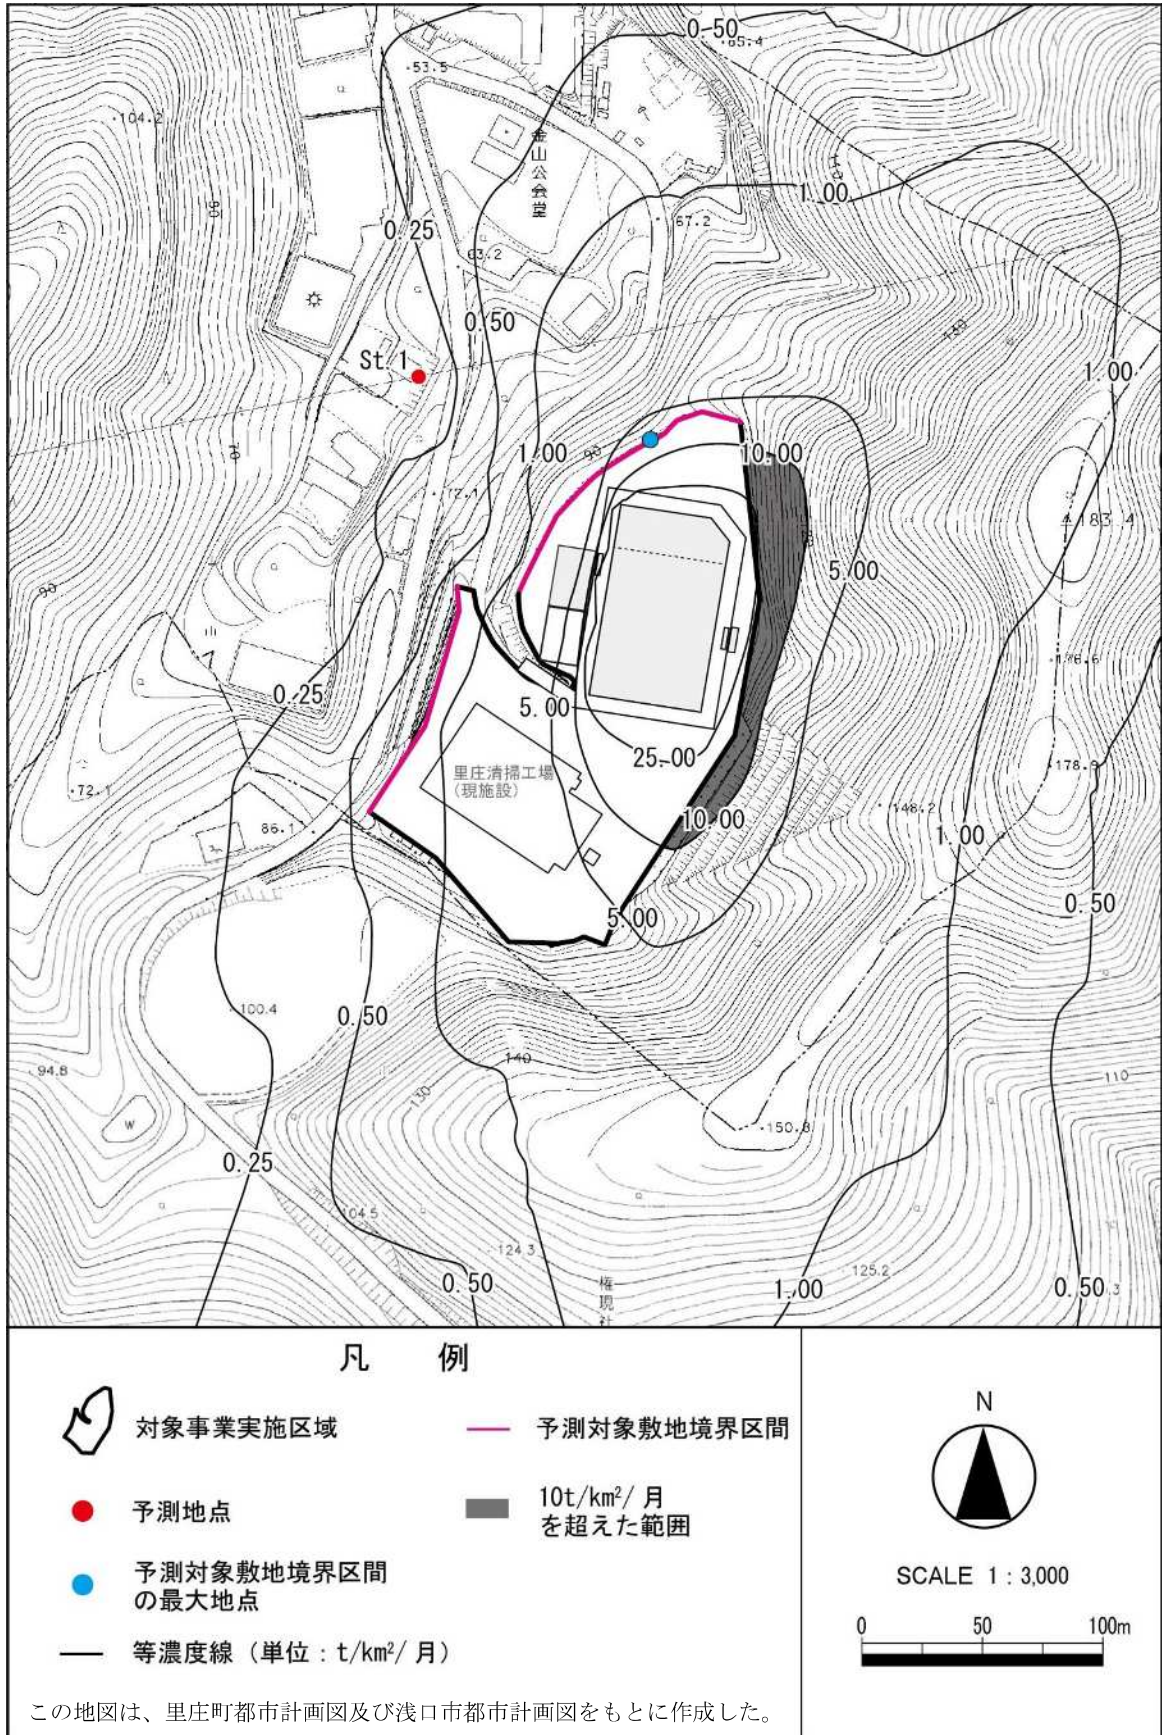 0.50
65.4
53.5
104.2
金山公会堂
1.00
90
0.25
67.2
63.2
0.50
140
St.1
1.00
1.00
90
10.00
70
72.1
183.4
5.00
90
176.6
0.25
5.00
25.00
178.9
里庄清掃工場
(現施設)
72.1
148.2
86.1
10.00
1.00
0.50
5.00
100.4
0.50
94.8
140
130
110
150.8
W
0.25
104.5
124.3
0.50
権現社
125.2
1.00
0.50
凡 例
対象事業実施区域
予測対象敷地境界区間
予測地点
10t/km²/月
を超えた範囲
予測対象敷地境界区間
の最大地点
等濃度線(単位:t/km²/月)
この地図は、里庄町都市計画図及び浅口市都市計画図をもとに作成した。
N
SCALE 1:3,000
0 50 100m